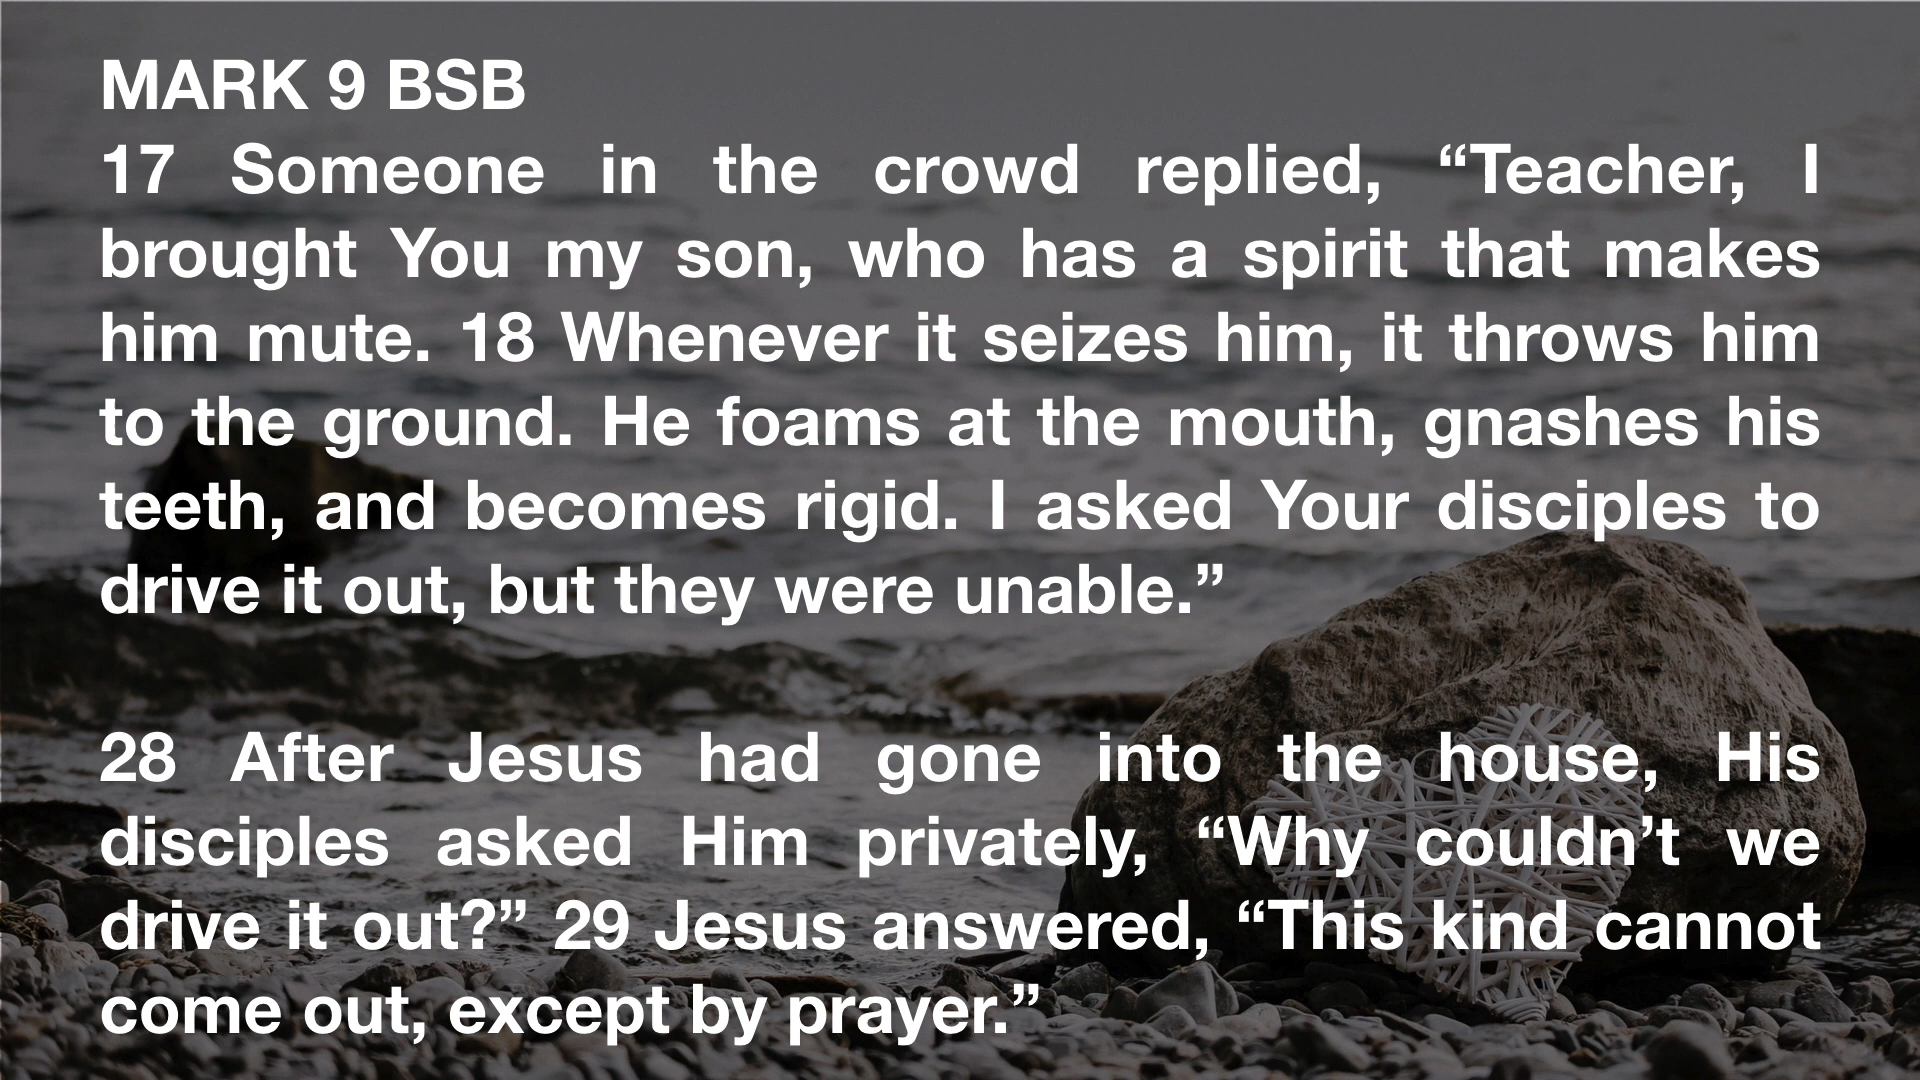 MARK 9 BSB
17 Someone in the crowd replied, “Teacher, I
brought You my son, who has a spirit that makes
him mute. 18 Whenever it seizes him, it throws him
to the ground. He foams at the mouth, gnashes his
teeth, and becomes rigid. I asked Your disciples to
drive it out, but they were unable.”
28 After Jesus had gone into the house, His
disciples asked Him privately, “Why couldn’t we
drive it out?” 29 Jesus answered, “This kind cannot
come out, except by prayer.”